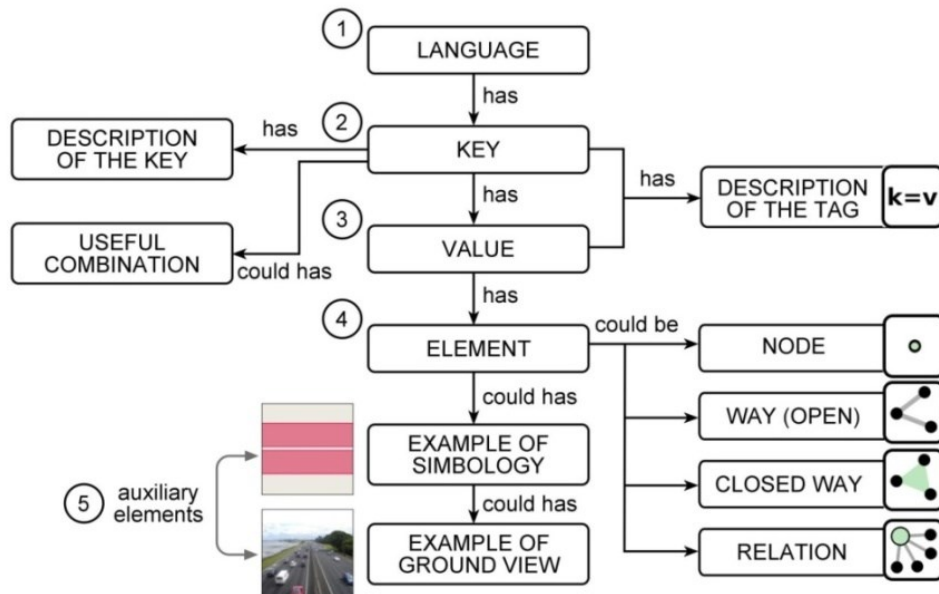 1
LANGUAGE
has
2
KEY
has
DESCRIPTION
OF THE KEY
has
has
DESCRIPTION
OF THE TAG
k=v
3
VALUE
USEFUL
COMBINATION
could has
has
4
ELEMENT
could be
NODE
could has
WAY (OPEN)
EXAMPLE OF
SIMBOLOGY
CLOSED WAY
5
auxiliary
elements
could has
EXAMPLE OF
GROUND VIEW
RELATION